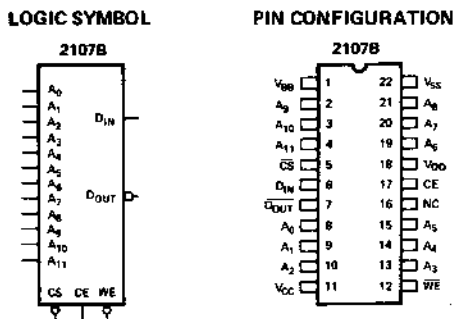 LOGIC SYMBOL
2107B
A0
A1
A2
A3
A4
A5
A6
A7
A8
A9
A10
A11
DIN
DOUT
CS CE WE
PIN CONFIGURATION
2107B
VBB 1 22 VSS
A9 2 21 A8
A10 3 20 A7
A11 4 19 A6
CS 5 18 VDD
DIN 6 17 CE
DOUT 7 16 NC
A0 8 15 A5
A1 9 14 A4
A2 10 13 A3
VCC 11 12 WE